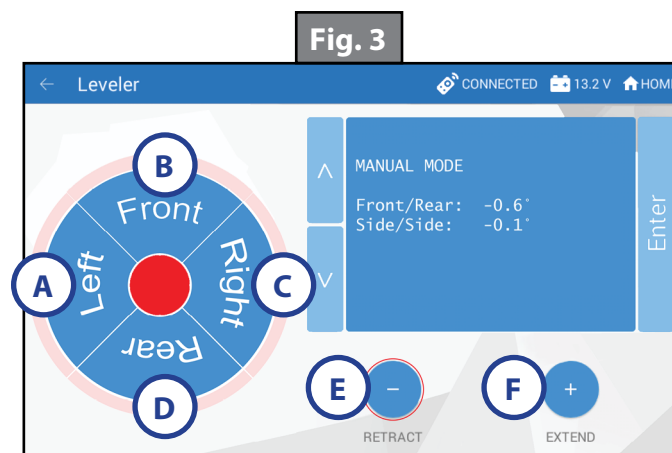 Fig. 3
← Leveler CONNECTED 13.2 V HOME
B
Front
A
Left
Right
C
Rear
D
MANUAL MODE
Front/Rear: -0.6°
Side/Side: -0.1°
Enter
E − F +
RETRACT EXTEND